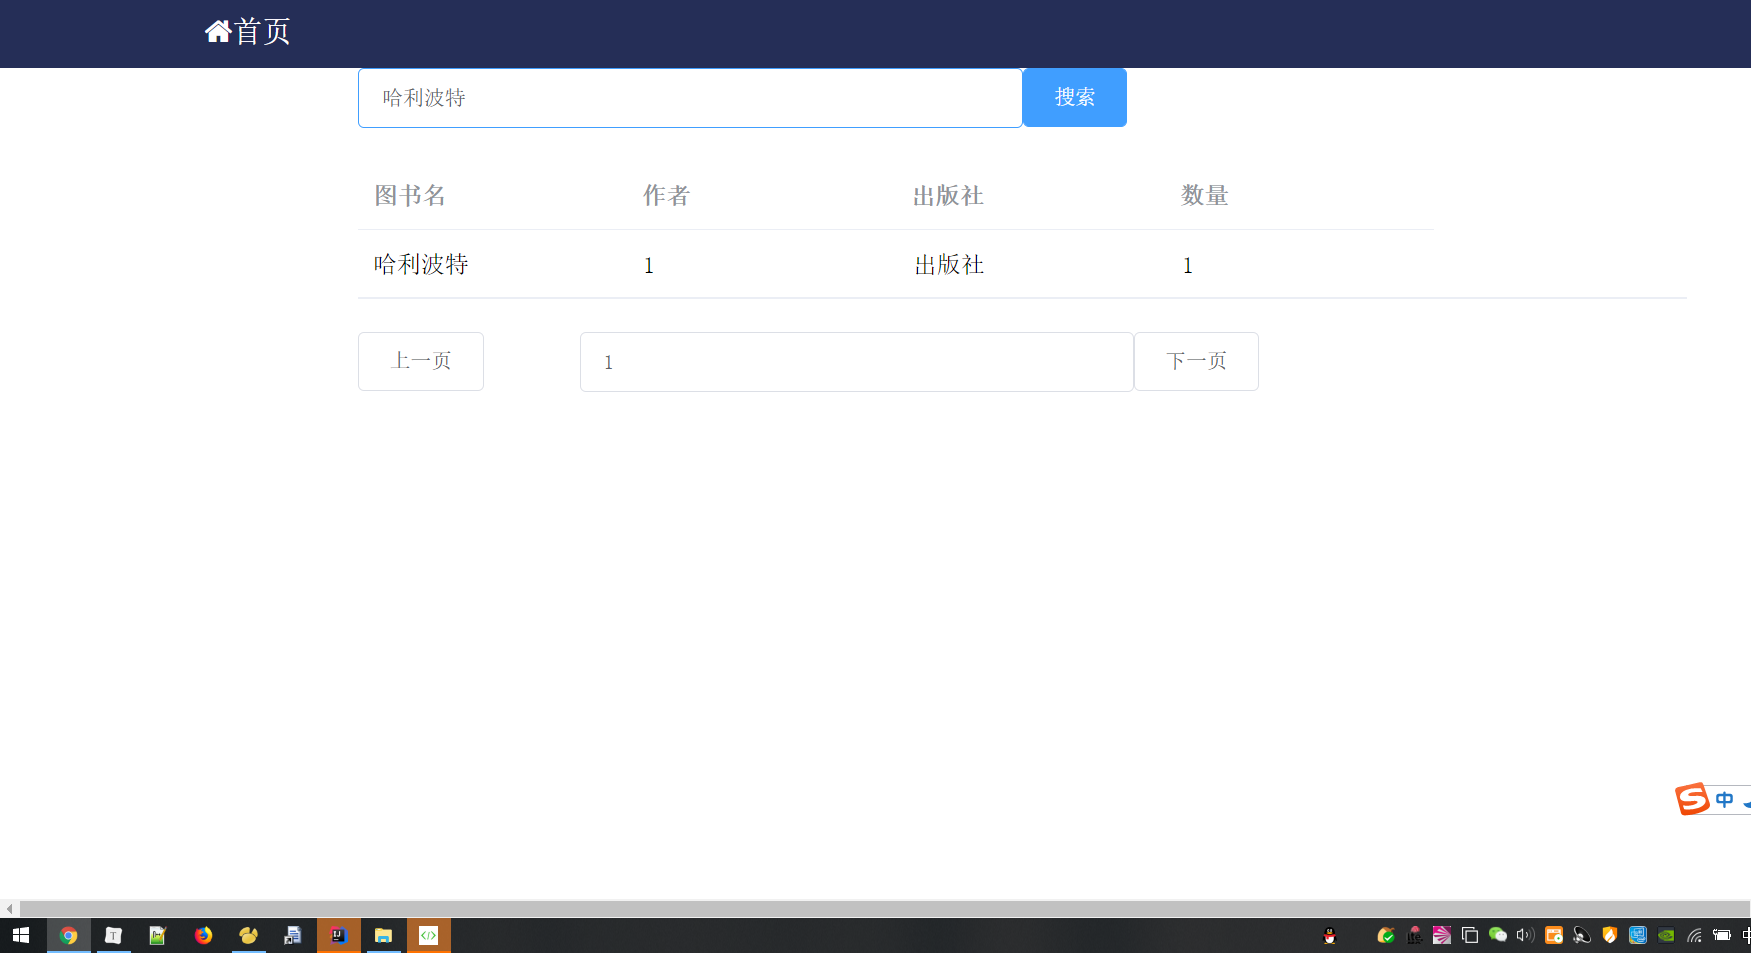 首页
哈利波特 搜索
图书名 作者 出版社 数量
哈利波特 1 出版社 1
上一页 1 下一页
中